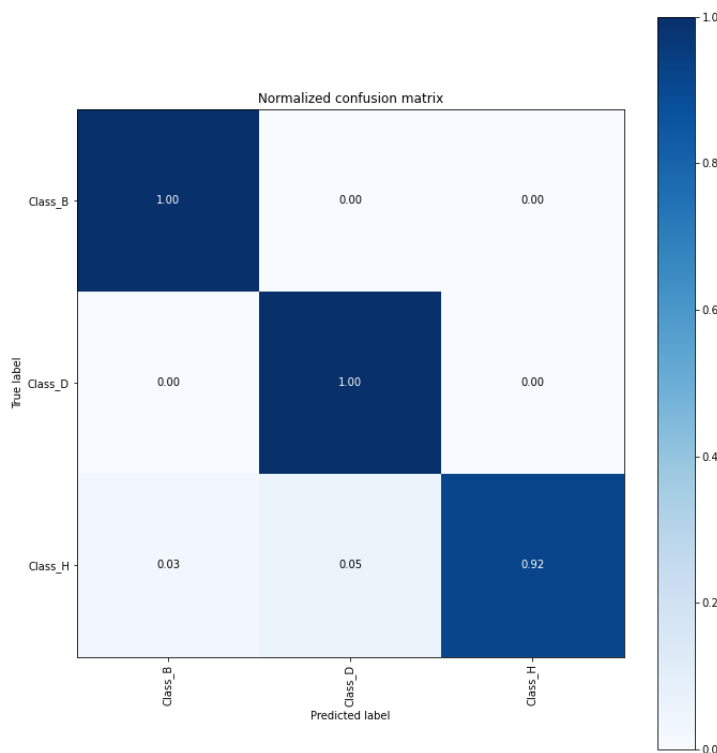 Normalized confusion matrix
True label
Class_B
1.00
0.00
0.00
Class_D
0.00
1.00
0.00
Class_H
0.03
0.05
0.92
Class_B
Class_D
Class_H
Predicted label
1.0
0.8
0.6
0.4
0.2
0.0